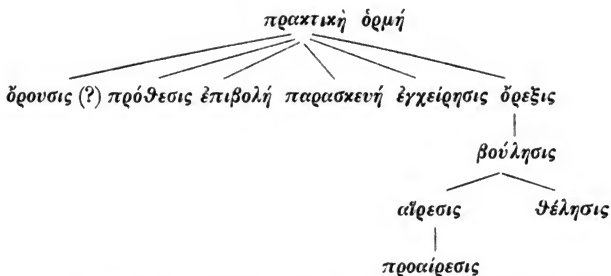 πρακτικὴ ὁρμή
ὄρουσις (?) πρόθεσις ἐπιβολή παρασκευή ἐγχείρησις ὄρεξις
βούλησις
αἵρεσις θέλησις
προαίρεσις